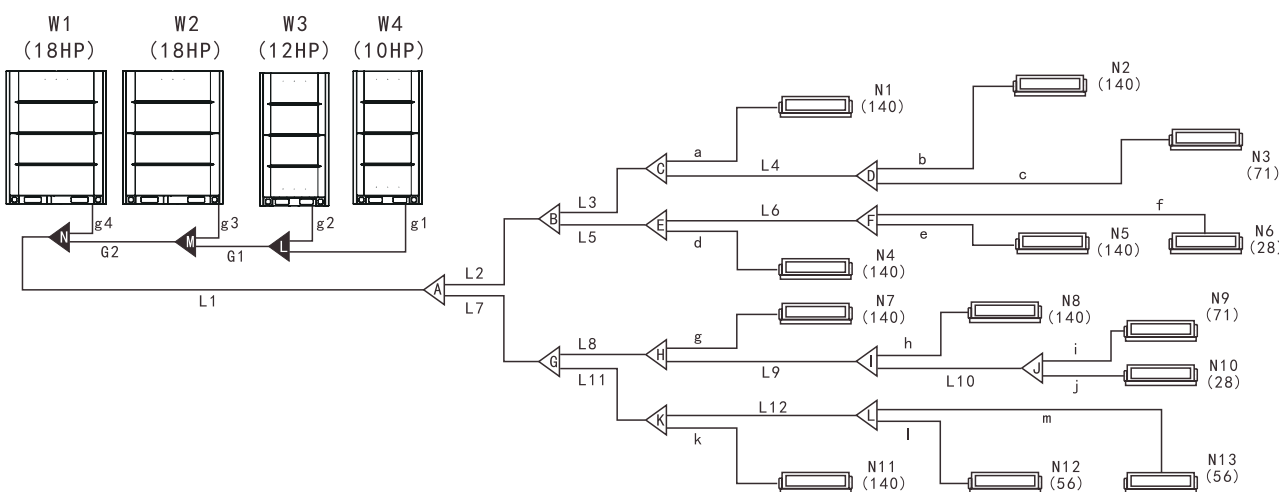 W1
(18HP)
W2
(18HP)
W3
(12HP)
W4
(10HP)
g4
g3
g2
g1
N
M
L
G2
G1
L1
A
L2
L7
B
L3
L5
C
a
L4
D
b
c
N1
(140)
N2
(140)
N3
(71)
E
L6
d
F
f
e
N4
(140)
N5
(140)
N6
(28)
G
L8
L11
H
g
L9
I
h
L10
J
i
j
N7
(140)
N8
(140)
N9
(71)
N10
(28)
K
L12
k
L
m
l
N11
(140)
N12
(56)
N13
(56)